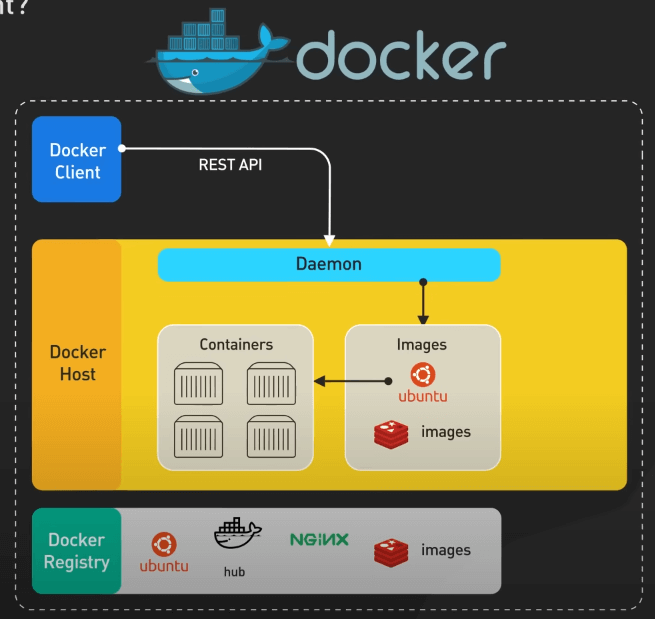 nt?
docker
Docker
Client
REST API
Daemon
Docker
Host
Containers
Images
ubuntu
images
Docker
Registry
ubuntu
hub
NGINX
images